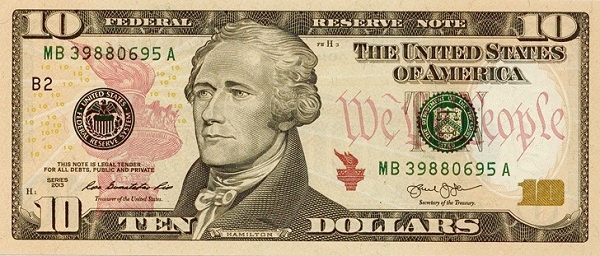 10 FEDERAL RESERVE NOTE 10
MB 39880695 A
FW H 3
THE UNITED STATES
OF AMERICA
B2
We The People
UNITED STATES
FEDERAL RESERVE SYSTEM
THIS NOTE IS LEGAL TENDER
FOR ALL DEBTS, PUBLIC AND PRIVATE
MB 39880695 A
SERIES
2013
H 3
Treasurer of the United States.
Secretary of the Treasury.
10
10 TEN DOLLARS
HAMILTON